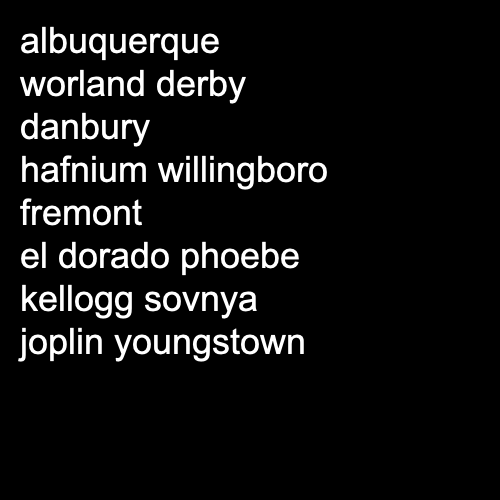 albuquerque
worland derby
danbury
hafnium willingboro
fremont
el dorado phoebe
kellogg sovnya
joplin youngstown